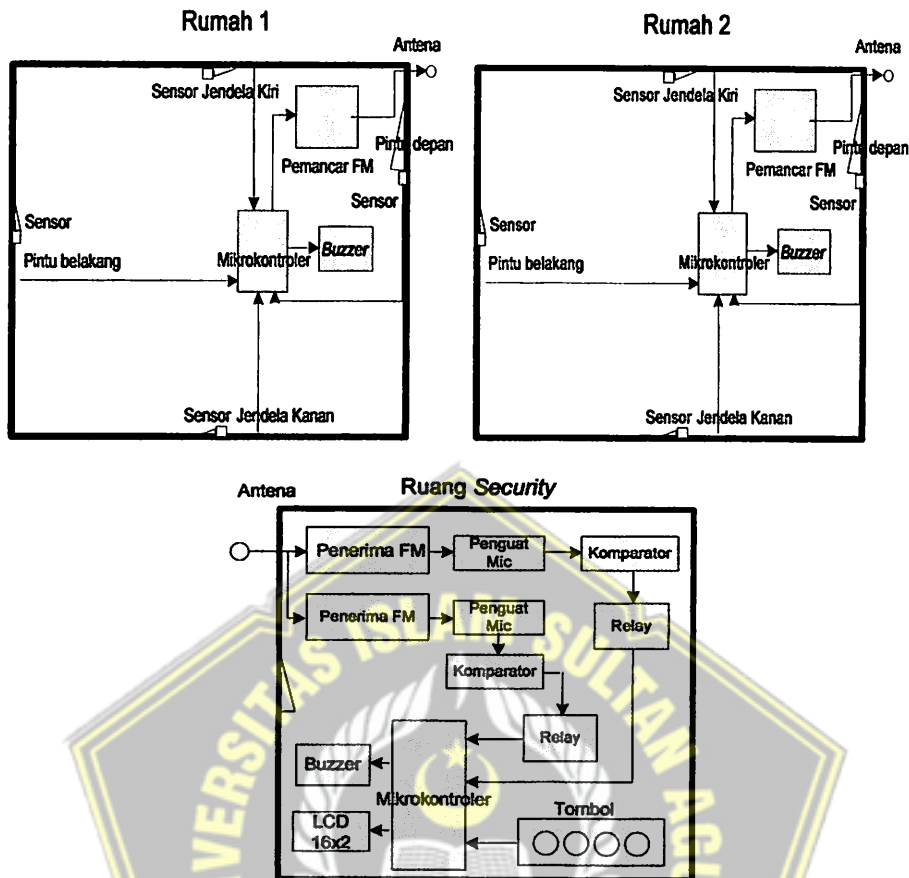 Rumah 1
Antena
Sensor Jendela Kiri
Pintu depan
Pemancar FM
Sensor
Sensor
Buzzer
Pintu belakang
Mikrokontroler
Sensor Jendela Kanan
Rumah 2
Antena
Sensor Jendela Kiri
Pintu depan
Pemancar FM
Sensor
Sensor
Buzzer
Pintu belakang
Mikrokontroler
Sensor Jendela Kanan
Antena
Ruang Security
Penerima FM
Penguat
Mic
Komparator
Penerima FM
Penguat
Mic
Relay
Komparator
Relay
Buzzer
Mikrokontroler
Tombol
LCD
16x2
ISLAM SULTAN